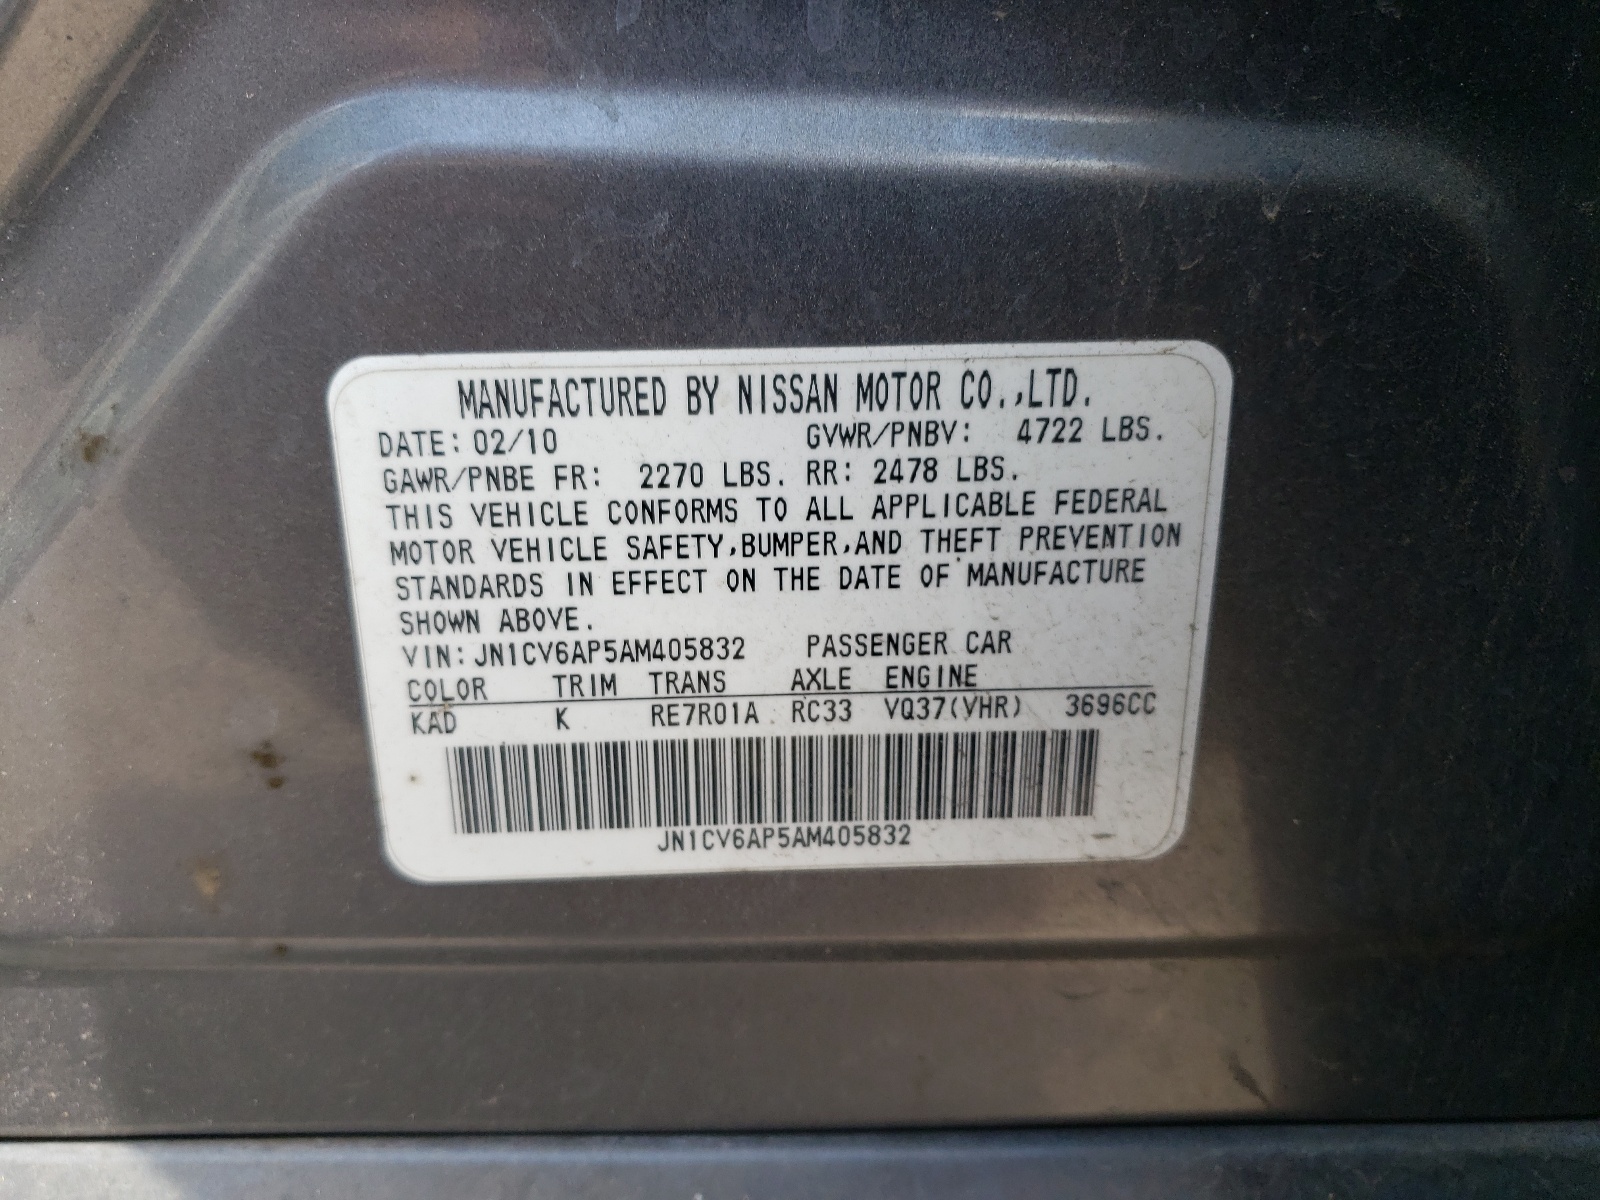 MANUFACTURED BY NISSAN MOTOR CO.,LTD.
DATE: 02/10 GVWR/PNBV: 4722 LBS.
GAWR/PNBE FR: 2270 LBS. RR: 2478 LBS.
THIS VEHICLE CONFORMS TO ALL APPLICABLE FEDERAL
MOTOR VEHICLE SAFETY,BUMPER,AND THEFT PREVENTION
STANDARDS IN EFFECT ON THE DATE OF MANUFACTURE
SHOWN ABOVE.
VIN: JN1CV6AP5AM405832 PASSENGER CAR
COLOR TRIM TRANS AXLE ENGINE
KAD K RE7R01A RC33 VQ37(VHR) 3696CC
JN1CV6AP5AM405832